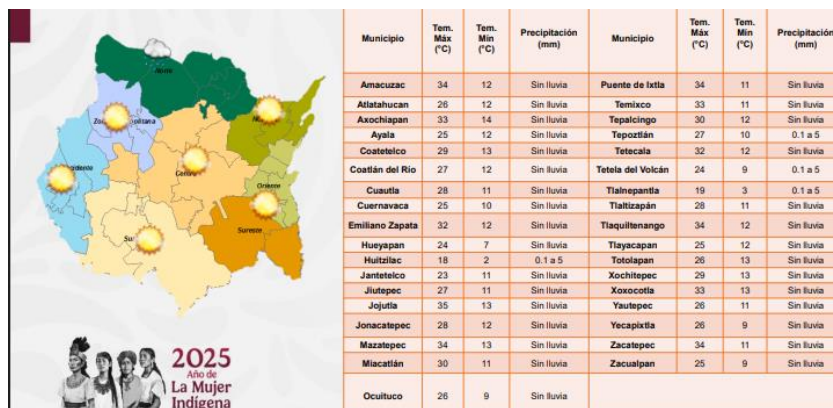 Municipio Tem. Máx (°C) Tem. Mín (°C) Precipitación (mm) Municipio Tem. Máx (°C) Tem. Mín (°C) Precipitación (mm)
Amacuzac 34 12 Sin lluvia Puente de Ixtla 34 11 Sin lluvia
Atlatahucan 26 12 Sin lluvia Temixco 33 11 Sin lluvia
Axochiapan 33 14 Sin lluvia Tepalcingo 30 12 Sin lluvia
Ayala 25 12 Sin lluvia Tepoztlán 27 10 0.1 a 5
Coatetelco 29 13 Sin lluvia Tetecala 32 12 Sin lluvia
Coatlán del Río 27 12 Sin lluvia Tetela del Volcán 24 9 0.1 a 5
Cuautla 28 11 Sin lluvia Tlalnepantla 19 3 0.1 a 5
Cuernavaca 25 10 Sin lluvia Tlaltizapán 28 11 Sin lluvia
Emiliano Zapata 32 12 Sin lluvia Tlaquiltenango 34 12 Sin lluvia
Hueyapan 24 7 Sin lluvia Tlayacapan 25 12 Sin lluvia
Huitzilac 18 2 0.1 a 5 Totolapan 26 13 Sin lluvia
Jantetelco 23 11 Sin lluvia Xochitepec 29 13 Sin lluvia
Jiutepec 27 11 Sin lluvia Xoxocotla 33 13 Sin lluvia
Jojutla 35 13 Sin lluvia Yautepec 26 11 Sin lluvia
Jonacatepec 28 12 Sin lluvia Yecapixtla 26 9 Sin lluvia
Mazatepec 34 13 Sin lluvia Zacatepec 34 11 Sin lluvia
Miacatlán 30 11 Sin lluvia Zacualpan 25 9 Sin lluvia
Ocuituco 26 9 Sin lluvia
Oriente
Sureste
2025
Año de
La Mujer
Indígena